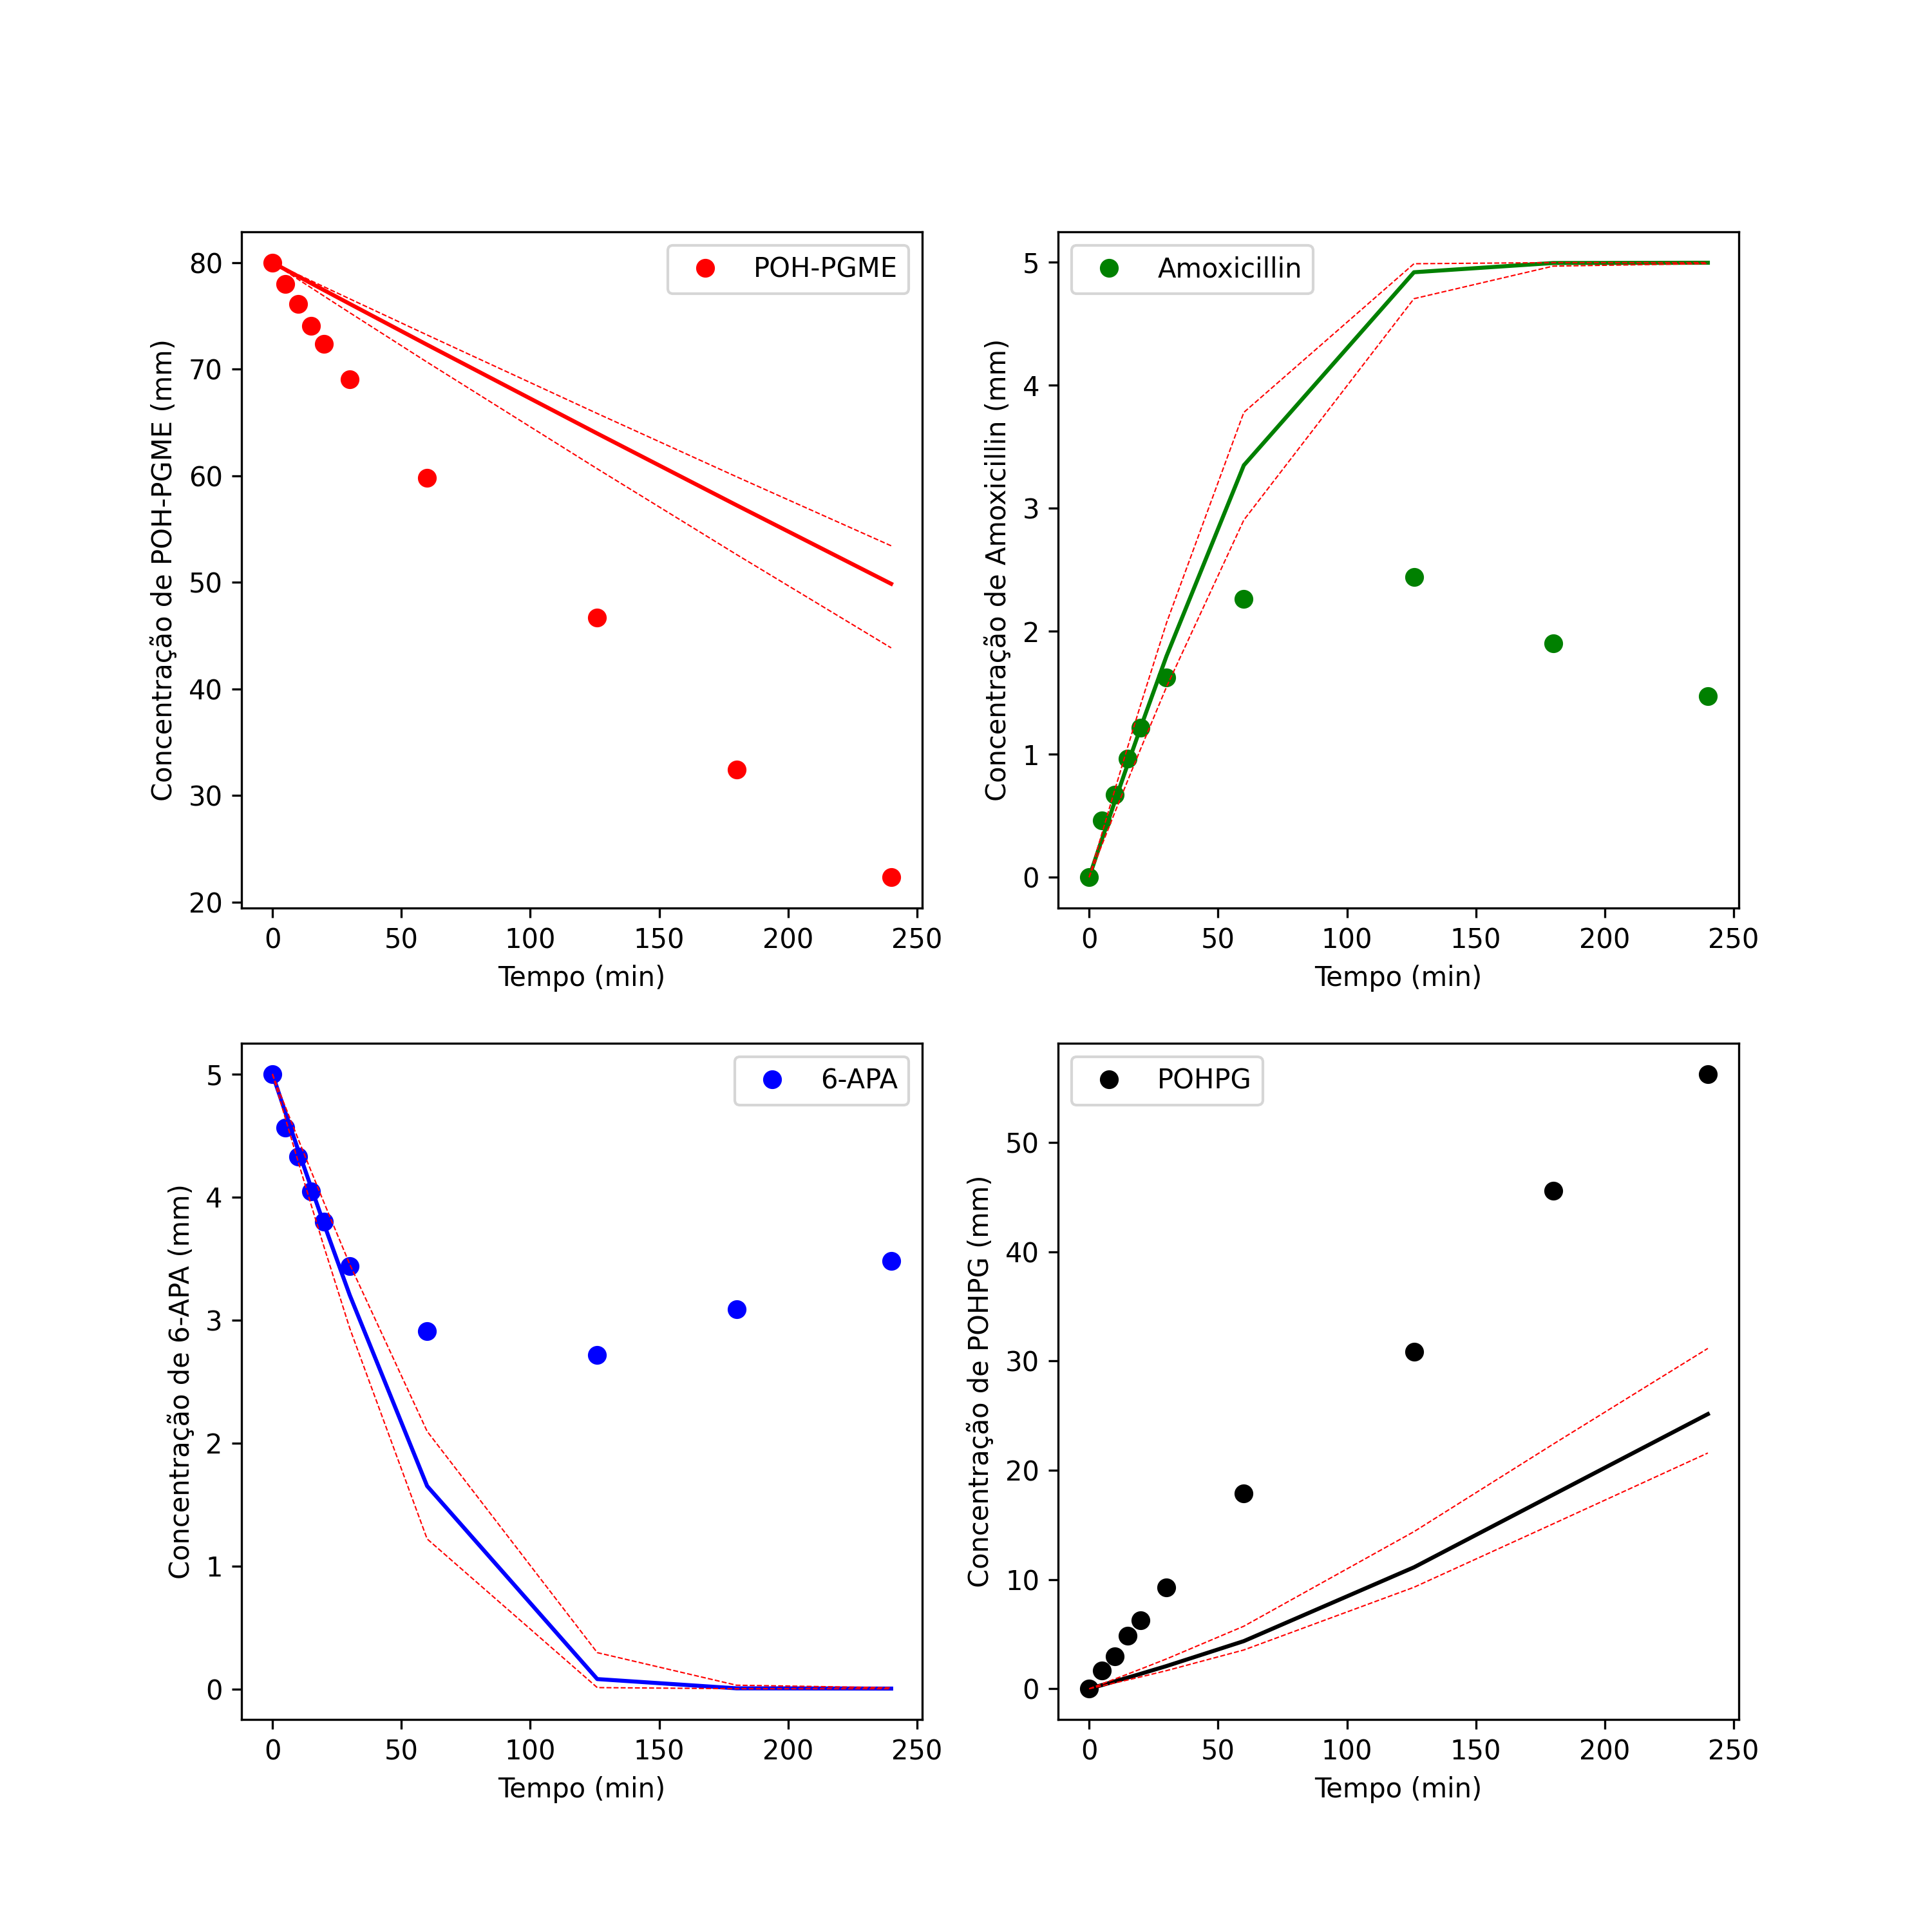 POH-PGME
Concentração de POH-PGME (mm)
80
70
60
50
40
30
20
0 50 100 150 200 250
Tempo (min)
Amoxicillin
Concentração de Amoxicillin (mm)
5
4
3
2
1
0
0 50 100 150 200 250
Tempo (min)
6-APA
Concentração de 6-APA (mm)
5
4
3
2
1
0
0 50 100 150 200 250
Tempo (min)
POHPG
Concentração de POHPG (mm)
50
40
30
20
10
0
0 50 100 150 200 250
Tempo (min)